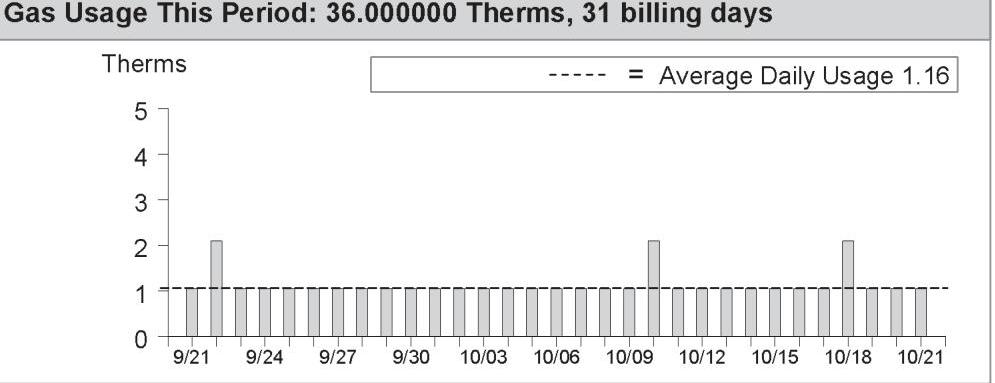 Gas Usage This Period: 36.000000 Therms, 31 billing days
Therms
----- = Average Daily Usage 1.16
5
4
3
2
1
0
9/21 9/24 9/27 9/30 10/03 10/06 10/09 10/12 10/15 10/18 10/21